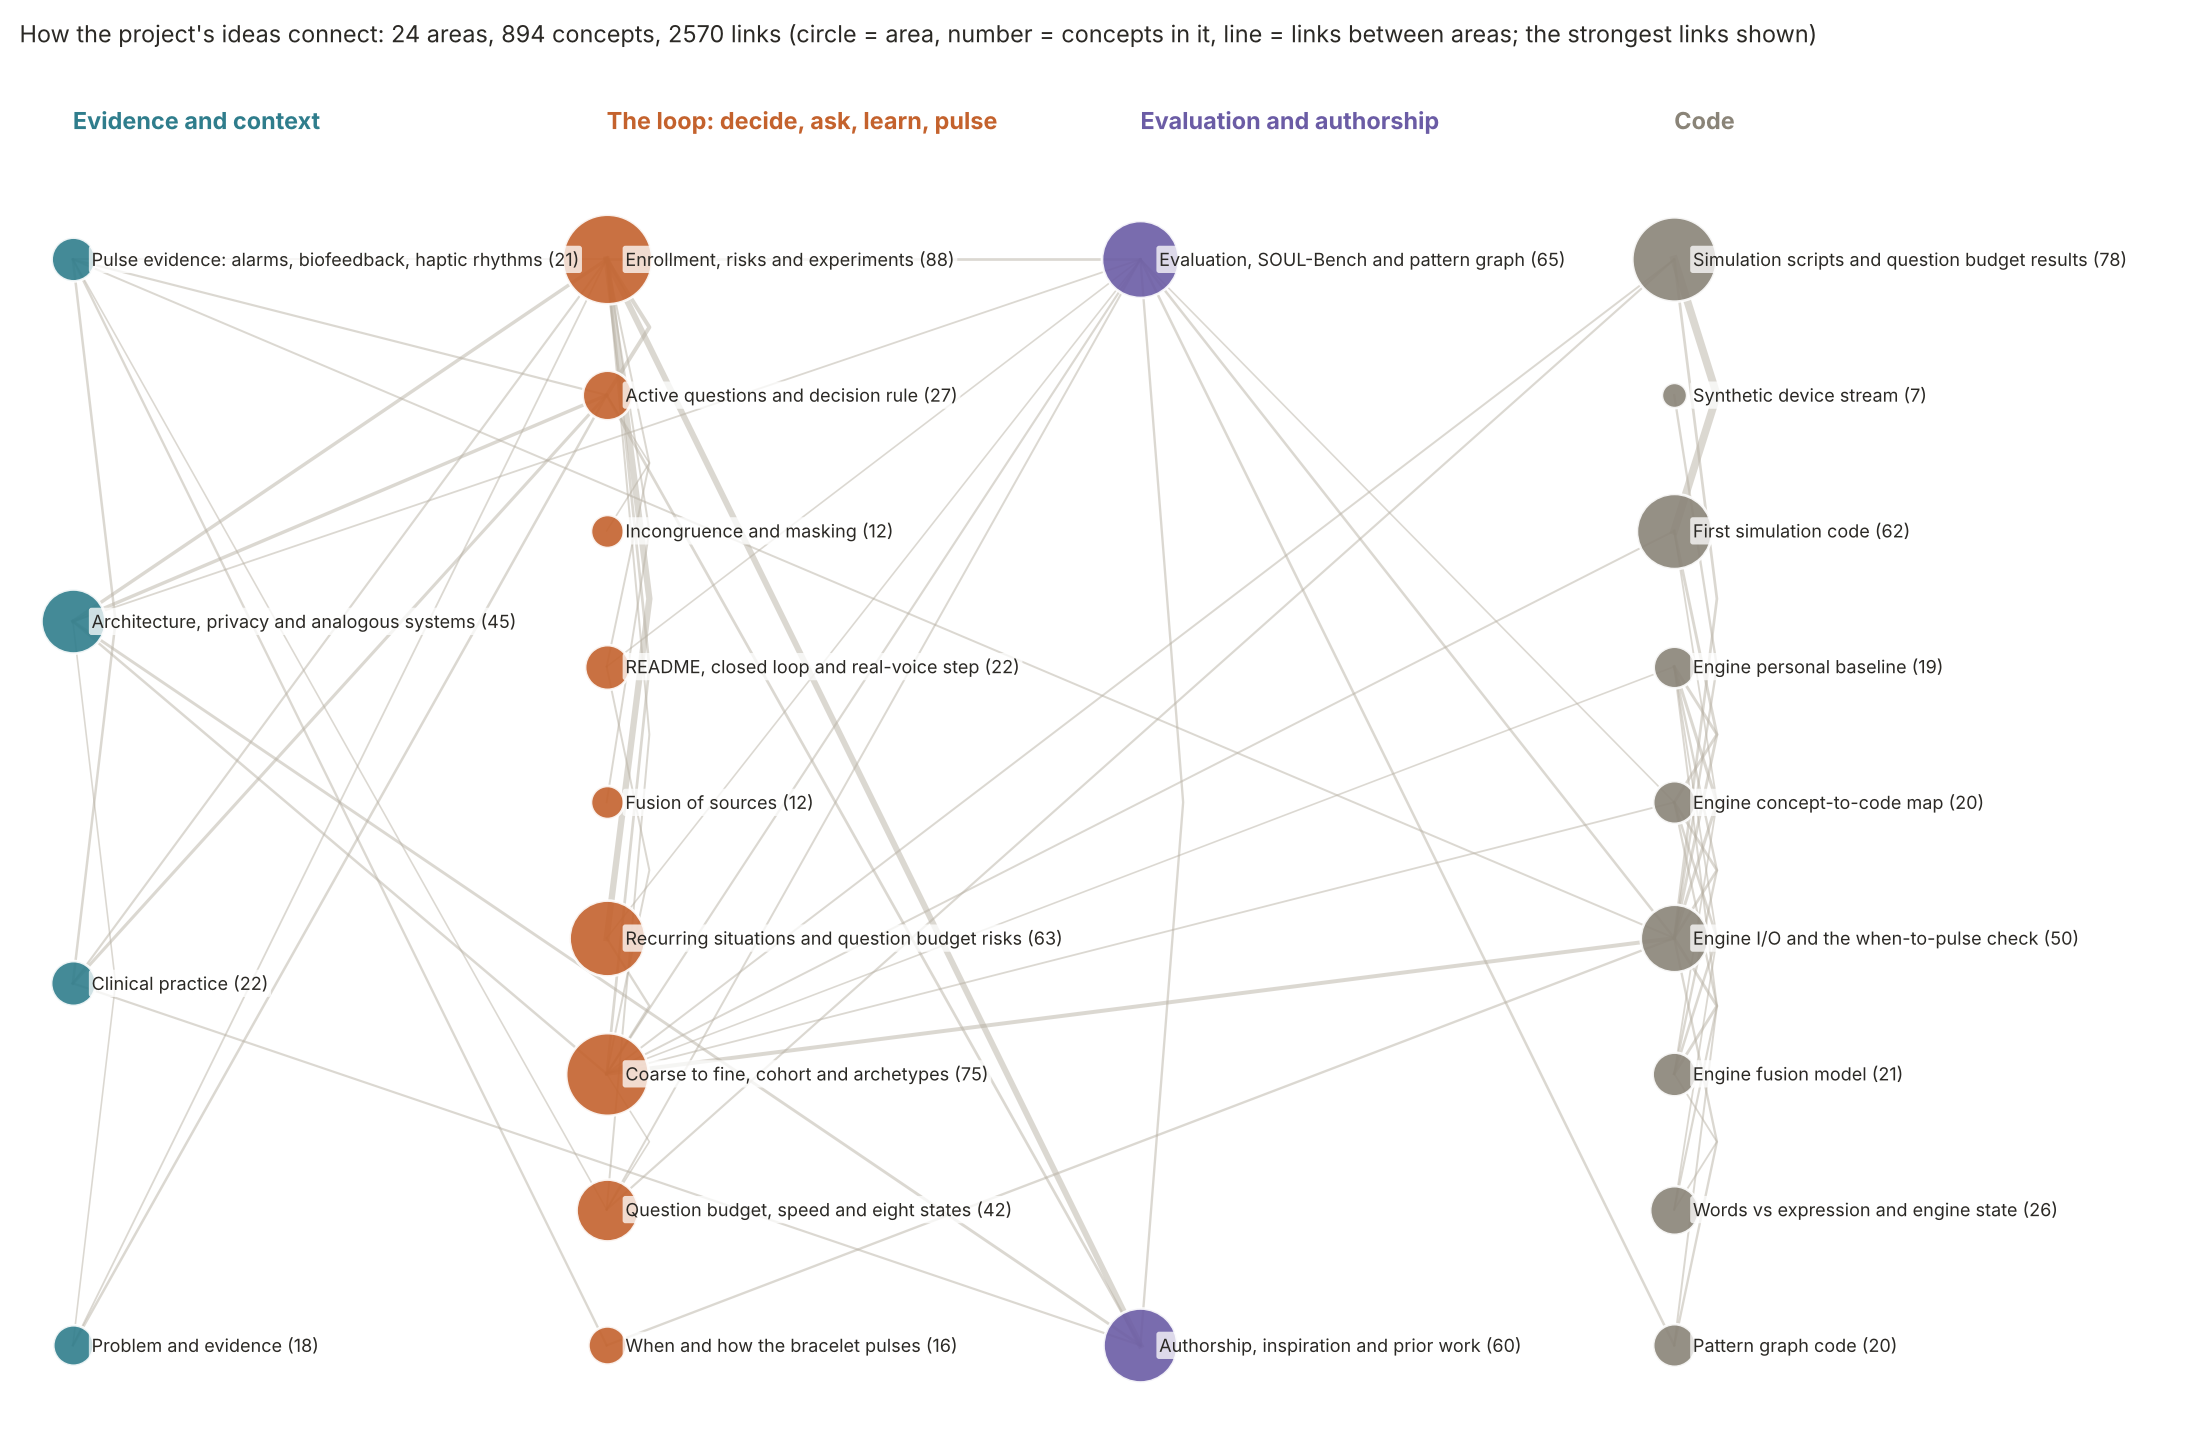 How the project's ideas connect: 24 areas, 894 concepts, 2570 links (circle = area, number = concepts in it, line = links between areas; the strongest links shown)
Evidence and context
Pulse evidence: alarms, biofeedback, haptic rhythms (21)
Architecture, privacy and analogous systems (45)
Clinical practice (22)
Problem and evidence (18)
The loop: decide, ask, learn, pulse
Enrollment, risks and experiments (88)
Active questions and decision rule (27)
Incongruence and masking (12)
README, closed loop and real-voice step (22)
Fusion of sources (12)
Recurring situations and question budget risks (63)
Coarse to fine, cohort and archetypes (75)
Question budget, speed and eight states (42)
When and how the bracelet pulses (16)
Evaluation and authorship
Evaluation, SOUL-Bench and pattern graph (65)
Authorship, inspiration and prior work (60)
Code
Simulation scripts and question budget results (78)
Synthetic device stream (7)
First simulation code (62)
Engine personal baseline (19)
Engine concept-to-code map (20)
Engine I/O and the when-to-pulse check (50)
Engine fusion model (21)
Words vs expression and engine state (26)
Pattern graph code (20)